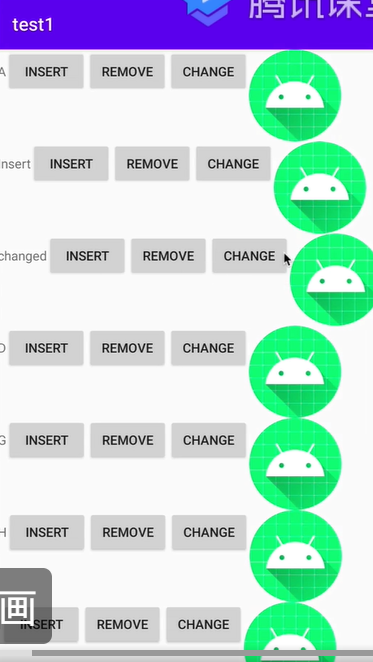 腾讯课堂
test1
A INSERT REMOVE CHANGE
insert INSERT REMOVE CHANGE
changed INSERT REMOVE CHANGE
D INSERT REMOVE CHANGE
G INSERT REMOVE CHANGE
H INSERT REMOVE CHANGE
画
INSERT REMOVE CHANGE